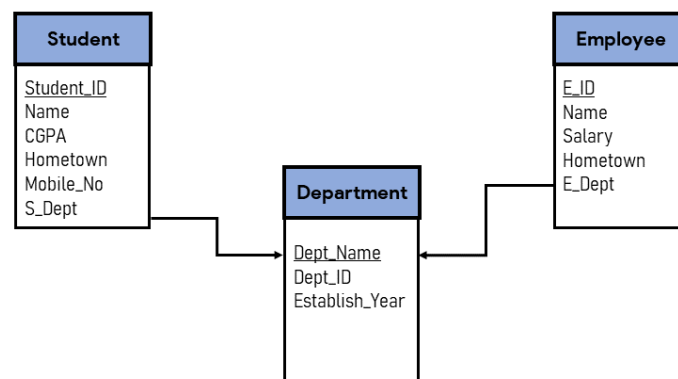 Student
Student_ID
Name
CGPA
Hometown
Mobile_No
S_Dept
Employee
E_ID
Name
Salary
Hometown
E_Dept
Department
Dept_Name
Dept_ID
Establish_Year